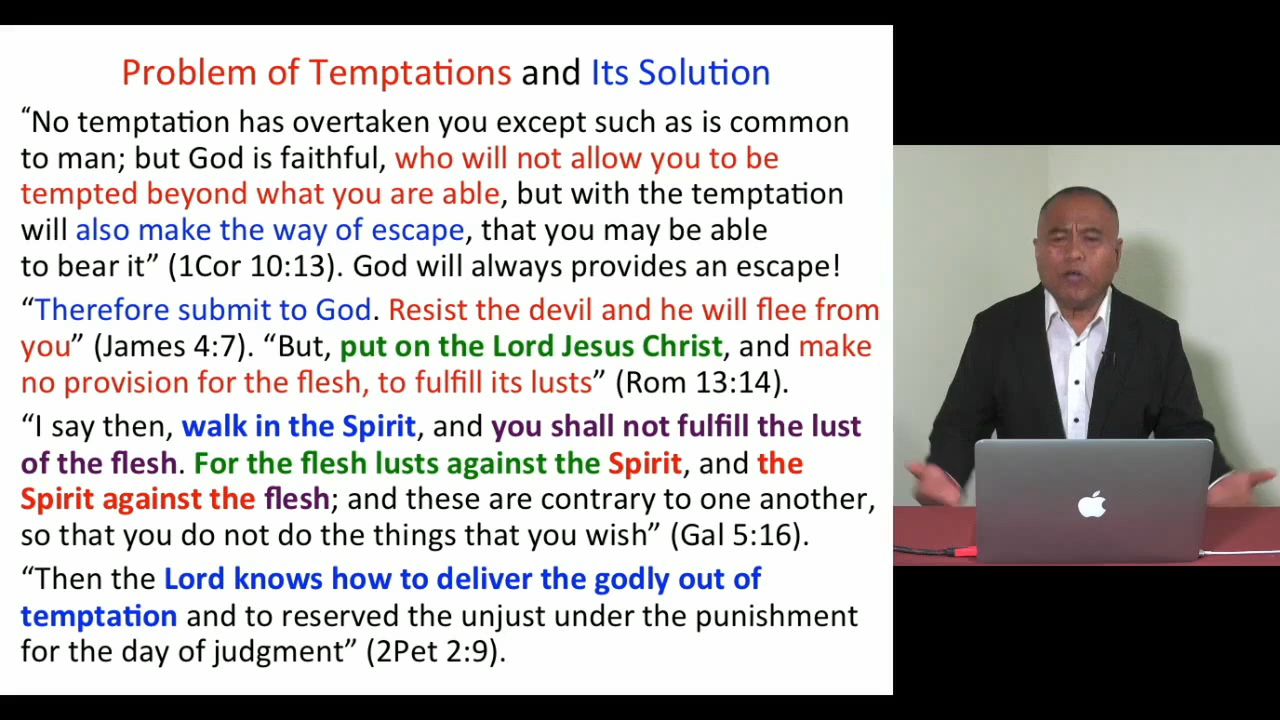 Problem of Temptations and Its Solution
“No temptation has overtaken you except such as is common
to man; but God is faithful, who will not allow you to be
tempted beyond what you are able, but with the temptation
will also make the way of escape, that you may be able
to bear it” (1Cor 10:13). God will always provides an escape!
“Therefore submit to God. Resist the devil and he will flee from
you” (James 4:7). “But, put on the Lord Jesus Christ, and make
no provision for the flesh, to fulfill its lusts” (Rom 13:14).
“I say then, walk in the Spirit, and you shall not fulfill the lust
of the flesh. For the flesh lusts against the Spirit, and the
Spirit against the flesh; and these are contrary to one another,
so that you do not do the things that you wish” (Gal 5:16).
“Then the Lord knows how to deliver the godly out of
temptation and to reserved the unjust under the punishment
for the day of judgment” (2Pet 2:9).